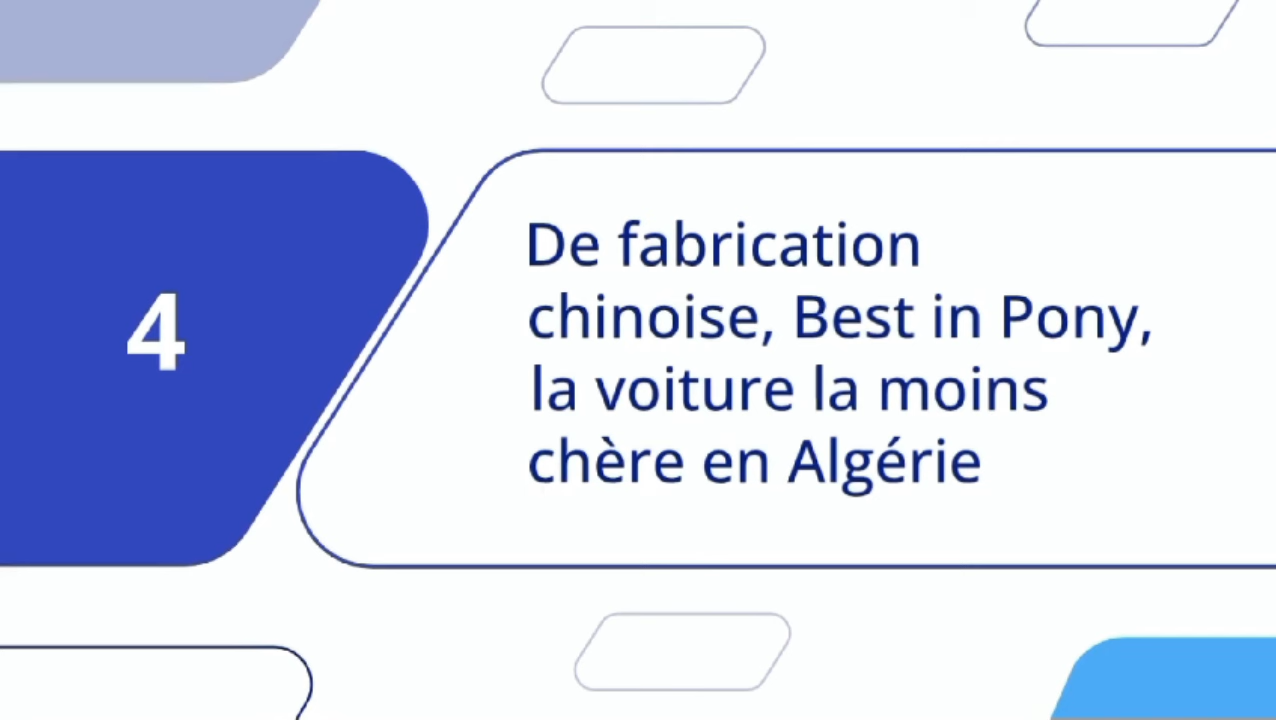 4
De fabrication
chinoise, Best in Pony,
la voiture la moins
chère en Algérie